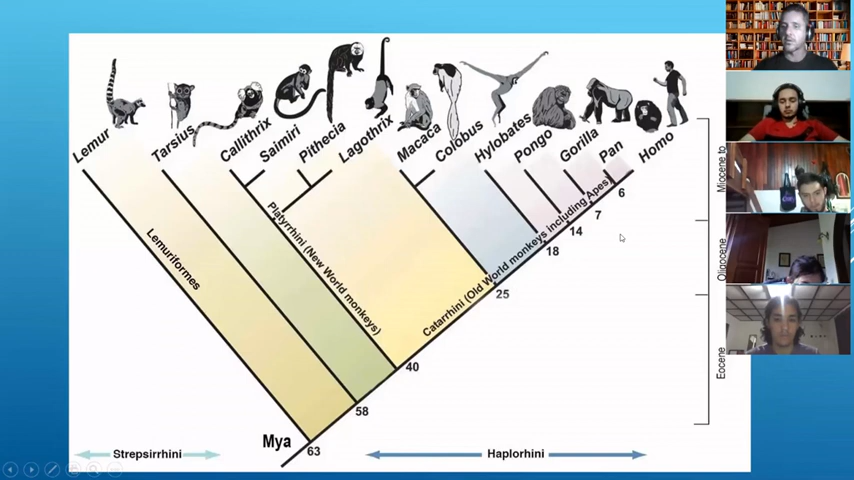 Lemur
Tarsius
Callithrix
Saimiri
Pithecia
Lagothrix
Macaca
Colobus
Hylobates
Pongo
Gorilla
Pan
Homo
Lemuriformes
Platyrrhini (New World monkeys)
Catarrhini (Old World monkeys including Apes)
6
7
14
18
25
40
58
63
Mya
Miocene to
Oligocene
Eocene
Strepsirrhini
Haplorhini